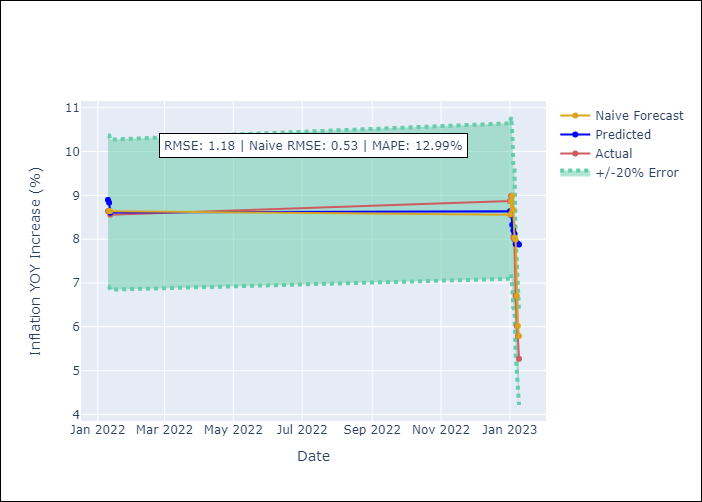 RMSE: 1.18 | Naive RMSE: 0.53 | MAPE: 12.99%
Naive Forecast
Predicted
Actual
+/-20% Error
Inflation YOY Increase (%)
11
10
9
8
7
6
5
4
Jan 2022
Mar 2022
May 2022
Jul 2022
Sep 2022
Nov 2022
Jan 2023
Date